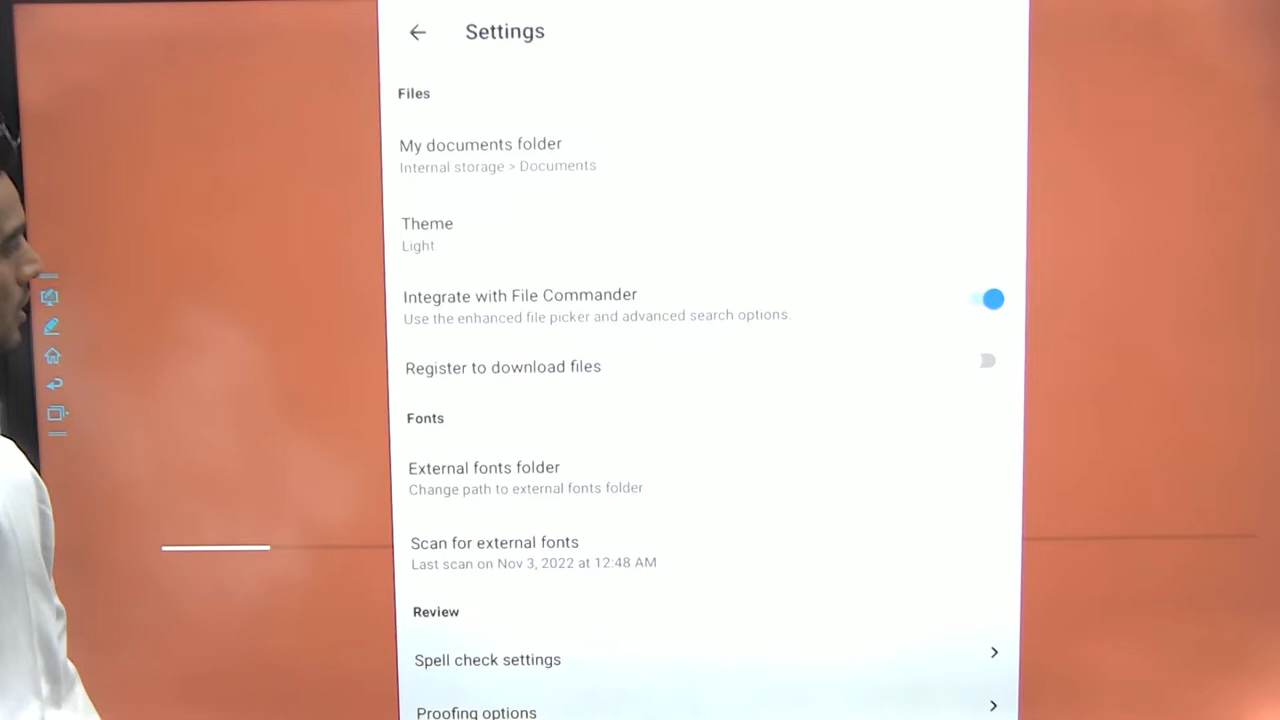 Settings
Files
My documents folder
Internal storage > Documents
Theme
Light
Integrate with File Commander
Use the enhanced file picker and advanced search options.
Register to download files
Fonts
External fonts folder
Change path to external fonts folder
Scan for external fonts
Last scan on Nov 3, 2022 at 12:48 AM
Review
Spell check settings
Proofing options